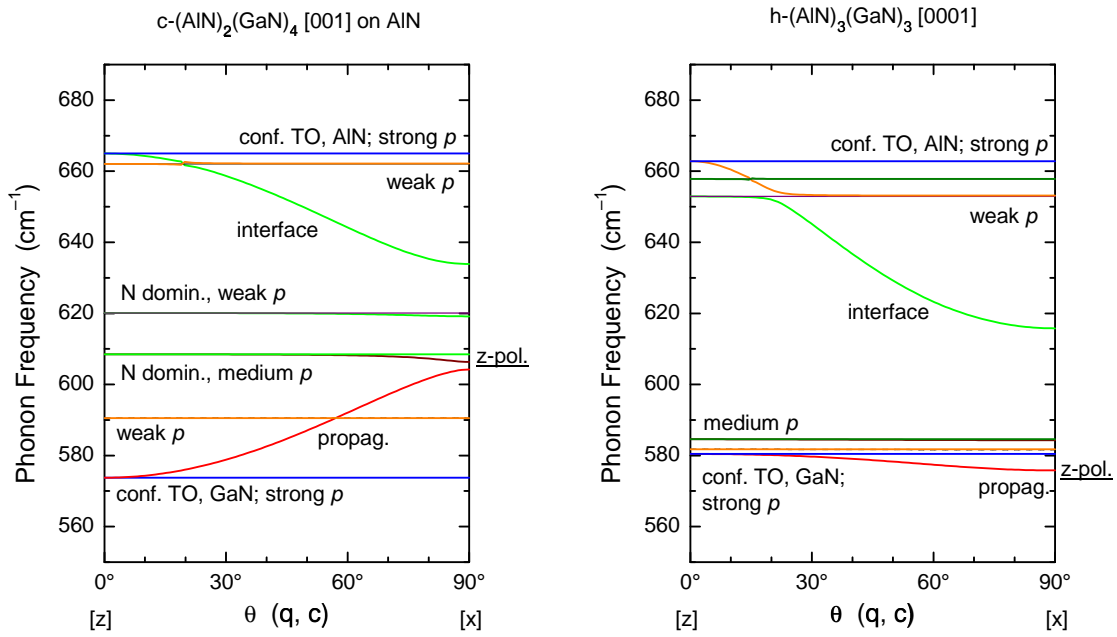 c-(AlN)₂(GaN)₄ [001] on AlN
Phonon Frequency (cm⁻¹)
680
660
640
620
600
580
560
conf. TO, AlN; strong p
weak p
interface
N domin., weak p
N domin., medium p
z-pol.
weak p
propag.
conf. TO, GaN; strong p
0°
30°
60°
90°
[z]
θ (q, c)
[x]
h-(AlN)₃(GaN)₃ [0001]
Phonon Frequency (cm⁻¹)
680
660
640
620
600
580
560
conf. TO, AlN; strong p
weak p
interface
medium p
z-pol.
conf. TO, GaN;
strong p
propag.
0°
30°
60°
90°
[z]
θ (q, c)
[x]